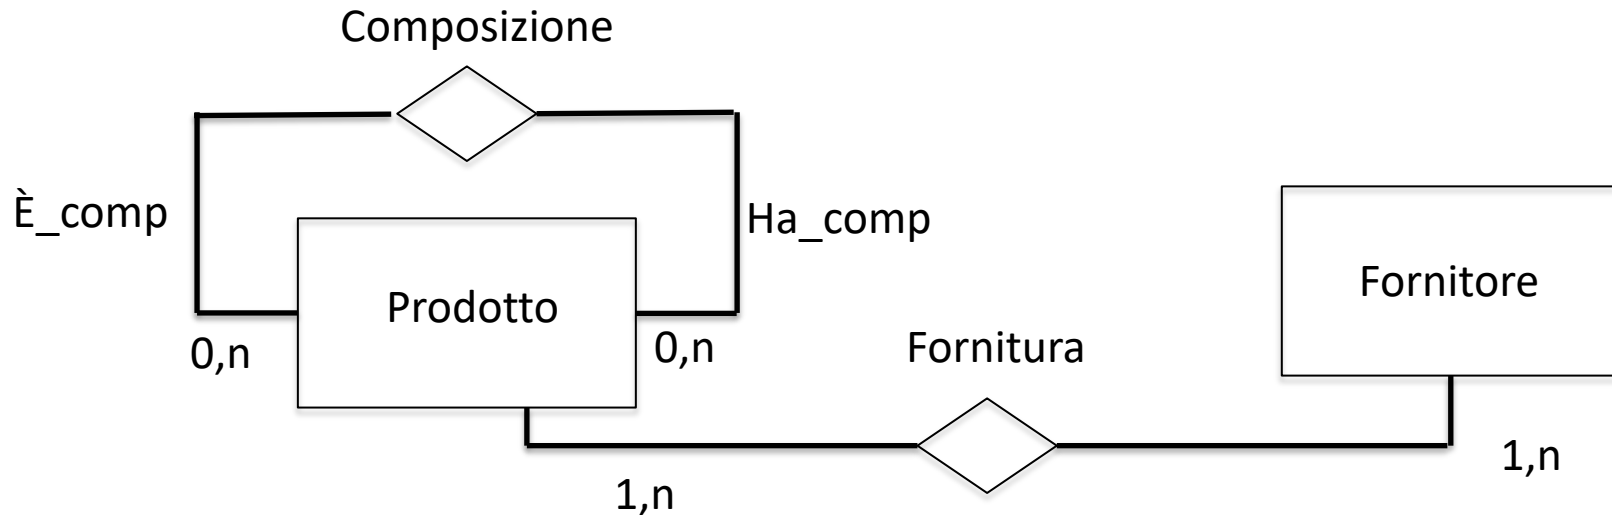 Composizione
È_comp
Ha_comp
Prodotto
Fornitore
0,n
0,n
Fornitura
1,n
1,n